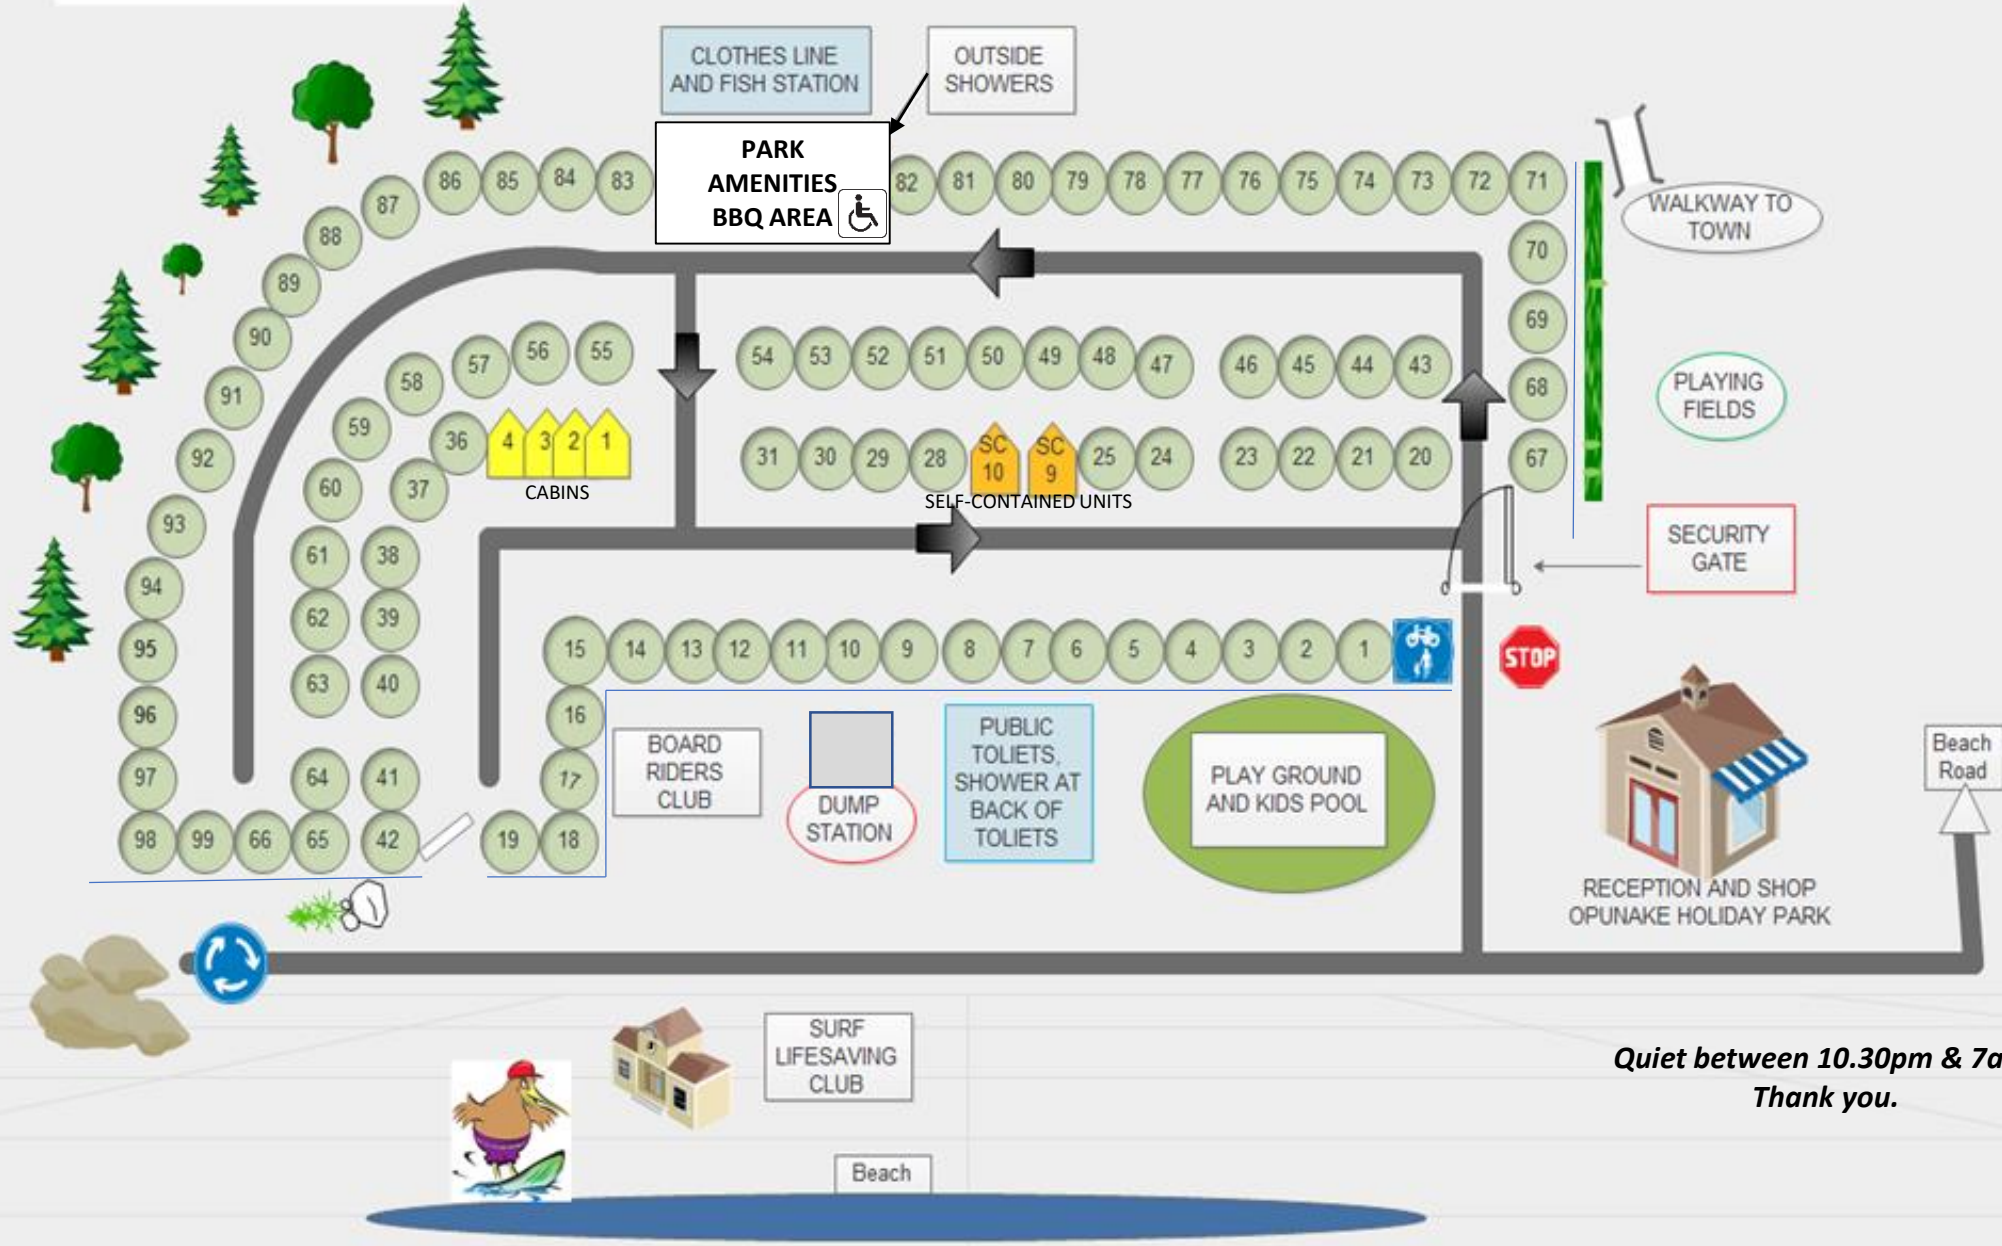 CLOTHES LINE
AND FISH STATION
OUTSIDE
SHOWERS
PARK
AMENITIES
BBQ AREA
86 85 84 83 82 81 80 79 78 77 76 75 74 73 72 71
87
88
89
90
91
92
93
94
95
96
97
98 99 66 65 42 19 18
70
69
68
67
WALKWAY TO
TOWN
PLAYING
FIELDS
SECURITY
GATE
STOP
54 53 52 51 50 49 48 47 46 45 44 43
31 30 29 28 SC 10 SC 9 25 24 23 22 21 20
SELF-CONTAINED UNITS
55
56
57
58
59
60
61
62
63
64
36
37
38
39
40
41
4 3 2 1
CABINS
15 14 13 12 11 10 9 8 7 6 5 4 3 2 1
16
17
BOARD
RIDERS
CLUB
DUMP
STATION
PUBLIC
TOLIETS,
SHOWER AT
BACK OF
TOLIETS
PLAY GROUND
AND KIDS POOL
RECEPTION AND SHOP
OPUNAKE HOLIDAY PARK
Beach
Road
SURF
LIFESAVING
CLUB
Beach
Quiet between 10.30pm & 7a
Thank you.